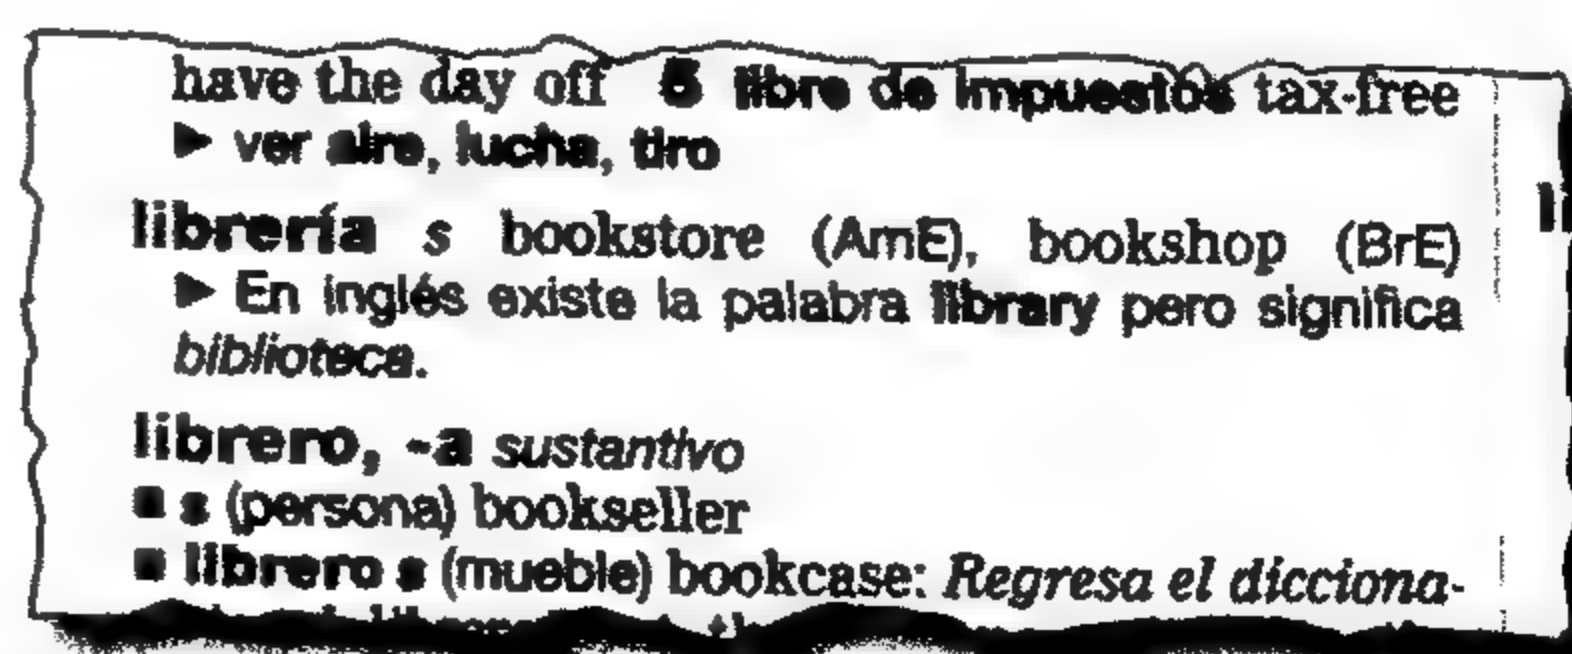 have the day off 5 libre de impuestos tax-free
▶ ver aire, lucha, tiro
librería s bookstore (AmE), bookshop (BrE)
▶ En inglés existe la palabra library pero significa
biblioteca.
librero, -a sustantivo
■ s (persona) bookseller
■ librero s (mueble) bookcase: Regresa el dicciona-